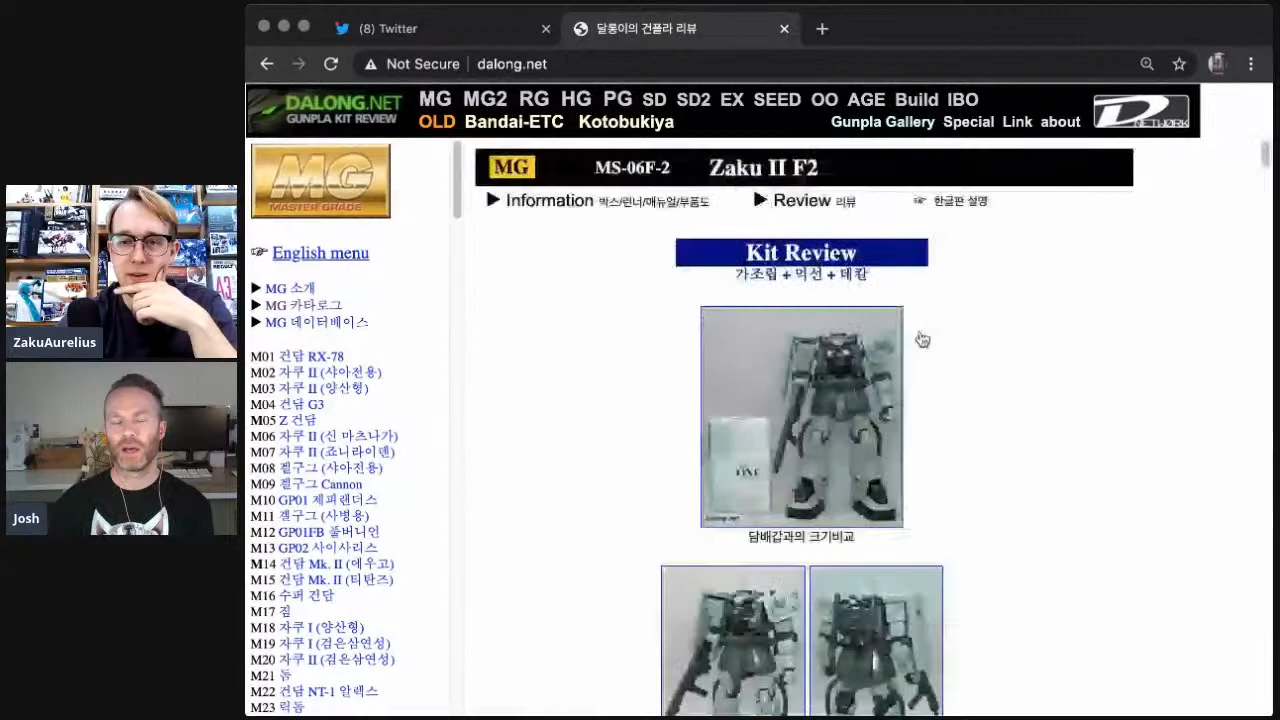 (8) Twitter
달롱이의 건플라 리뷰
Not Secure | dalong.net
DALONG.NET
GUNPLA KIT REVIEW
MG MG2 RG HG PG SD SD2 EX SEED OO AGE Build IBO
OLD Bandai-ETC Kotobukiya
Gunpla Gallery Special Link about
D NETWORK
MG
MASTER GRADE
☞ English menu
▶ MG 소개
▶ MG 카타로그
▶ MG 데이터베이스
M01 건담 RX-78
M02 자쿠 II (샤아전용)
M03 자쿠 II (양산형)
M04 건담 G3
M05 Z 건담
M06 자쿠 II (신 마츠나가)
M07 자쿠 II (죠니라이덴)
M08 겔구그 (샤아전용)
M09 겔구그 Cannon
M10 GP01 제피랜더스
M11 겔구그 (사병용)
M12 GP01FB 풀버니언
M13 GP02 사이사리스
M14 건담 Mk. II (에우고)
M15 건담 Mk. II (티탄즈)
M16 수퍼 건담
M17 짐
M18 자쿠 I (양산형)
M19 자쿠 I (검은삼연성)
M20 자쿠 II (검은삼연성)
M21 돔
M22 건담 NT-1 알렉스
M23 릭돔
MG MS-06F-2 Zaku II F2
▶ Information 박스/런너/매뉴얼/부품도
▶ Review 리뷰
☞ 한글판 설명
Kit Review
가조립 + 먹선 + 데칼
담배갑과의 크기비교
ZakuAurelius
Josh